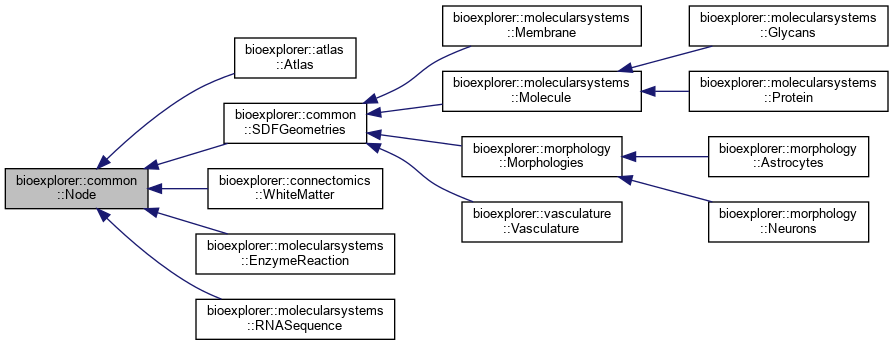 bioexplorer::common
::Node
bioexplorer::atlas
::Atlas
bioexplorer::common
::SDFGeometries
bioexplorer::connectomics
::WhiteMatter
bioexplorer::molecularsystems
::EnzymeReaction
bioexplorer::molecularsystems
::RNASequence
bioexplorer::molecularsystems
::Membrane
bioexplorer::molecularsystems
::Molecule
bioexplorer::morphology
::Morphologies
bioexplorer::vasculature
::Vasculature
bioexplorer::molecularsystems
::Glycans
bioexplorer::molecularsystems
::Protein
bioexplorer::morphology
::Astrocytes
bioexplorer::morphology
::Neurons